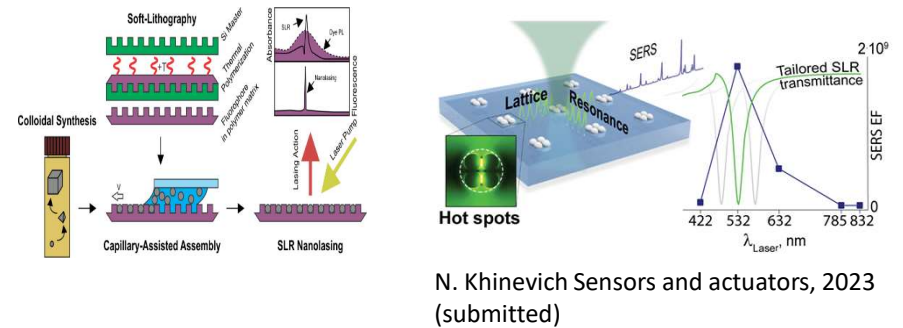 Soft-Lithography
Si Master
+T
Thermal
Polymerization
Fluorophore
in polymer matrix
Absorbance
SLR
Dye PL
Nanolasing
Fluorescence
Colloidal Synthesis
V
Lasing Action
Laser Pump
Capillary-Assisted Assembly
SLR Nanolasing
SERS
Lattice
Resonance
Hot spots
2 10⁹
Tailored SLR
transmittance
SERS EF
0
422 532 632 785 832
λLaser, nm
N. Khinevich Sensors and actuators, 2023
(submitted)